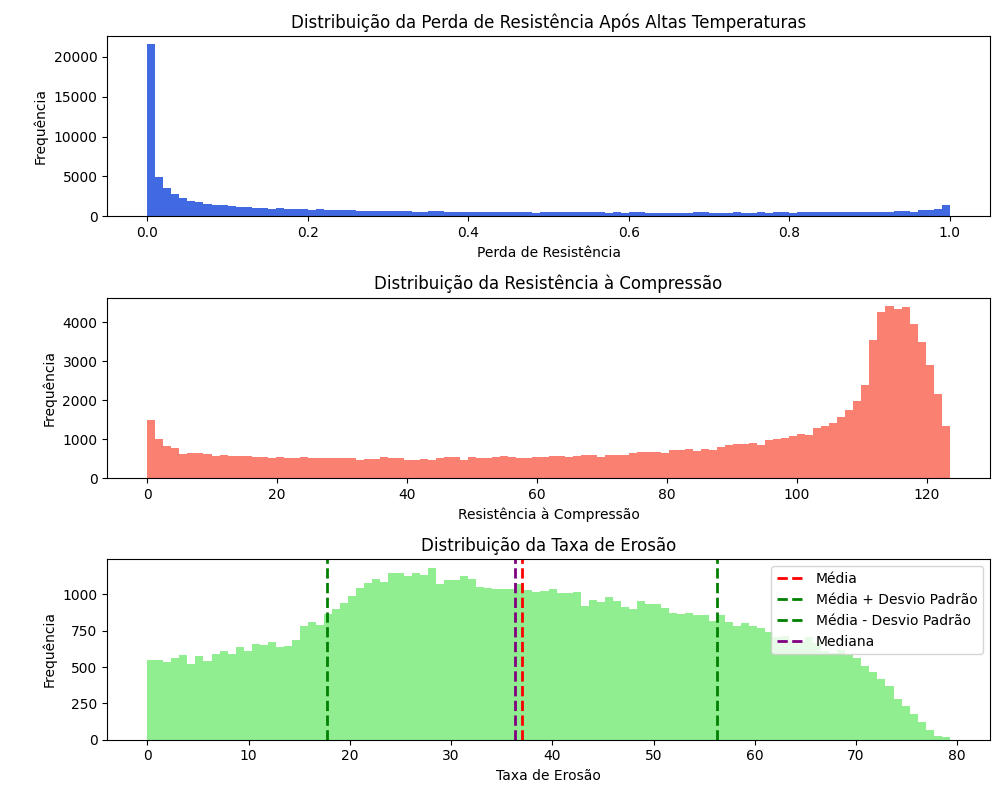 Distribuição da Perda de Resistência Após Altas Temperaturas
Frequência
20000
15000
10000
5000
0
0.0 0.2 0.4 0.6 0.8 1.0
Perda de Resistência
Distribuição da Resistência à Compressão
Frequência
4000
3000
2000
1000
0
0 20 40 60 80 100 120
Resistência à Compressão
Distribuição da Taxa de Erosão
Frequência
1000
750
500
250
0
Média
Média + Desvio Padrão
Média - Desvio Padrão
Mediana
0 10 20 30 40 50 60 70 80
Taxa de Erosão